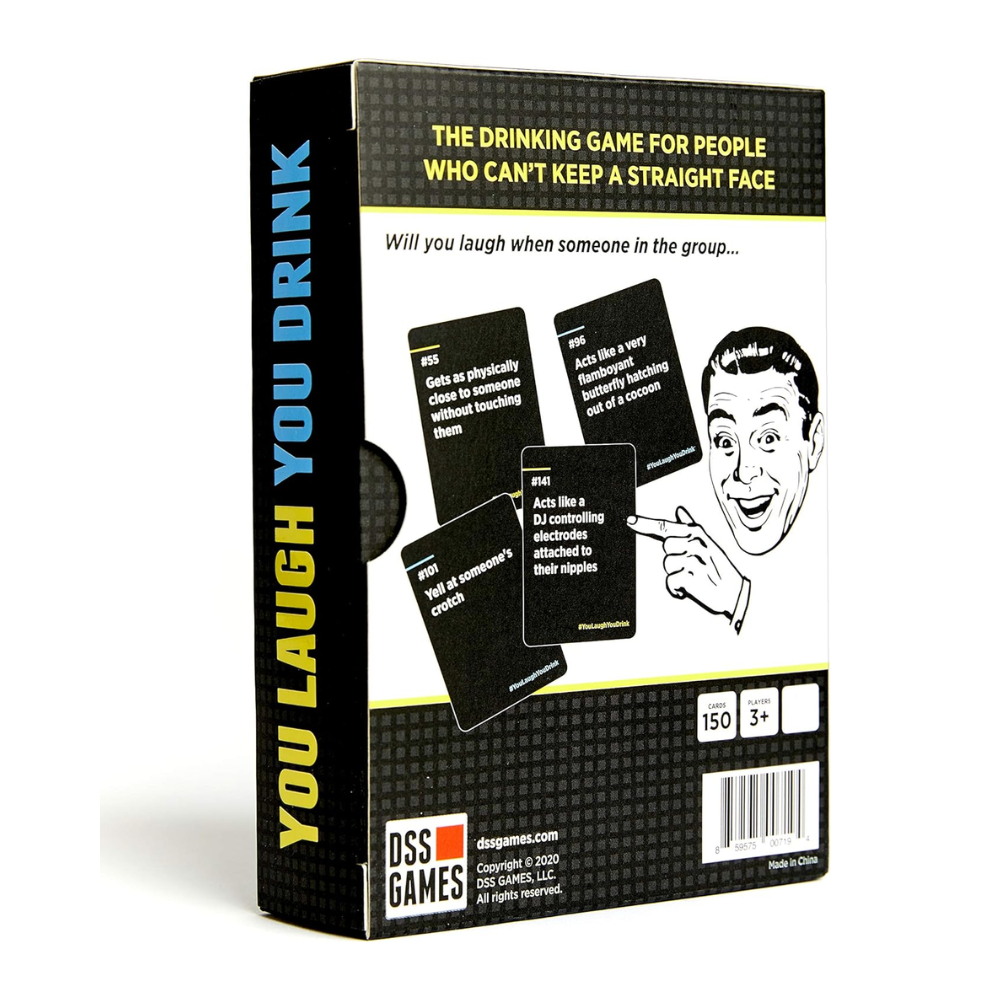 YOU LAUGH YOU DRINK
THE DRINKING GAME FOR PEOPLE
WHO CAN'T KEEP A STRAIGHT FACE
Will you laugh when someone in the group...
#55
Gets as physically
close to someone
without touching
them
#96
Acts like a very
flamboyant
butterfly hatching
out of a cocoon
#YouLaughYouDrink
#141
Acts like a
DJ controlling
electrodes
attached to
their nipples
#YouLaughYouDrink
#101
Yell at someone's
crotch
#YouLaughYouDrink
CARDS
150
PLAYERS
3+
DSS
GAMES
dssgames.com
Copyright © 2020
DSS GAMES, LLC.
All rights reserved.
8 59575 00719 4
Made in China